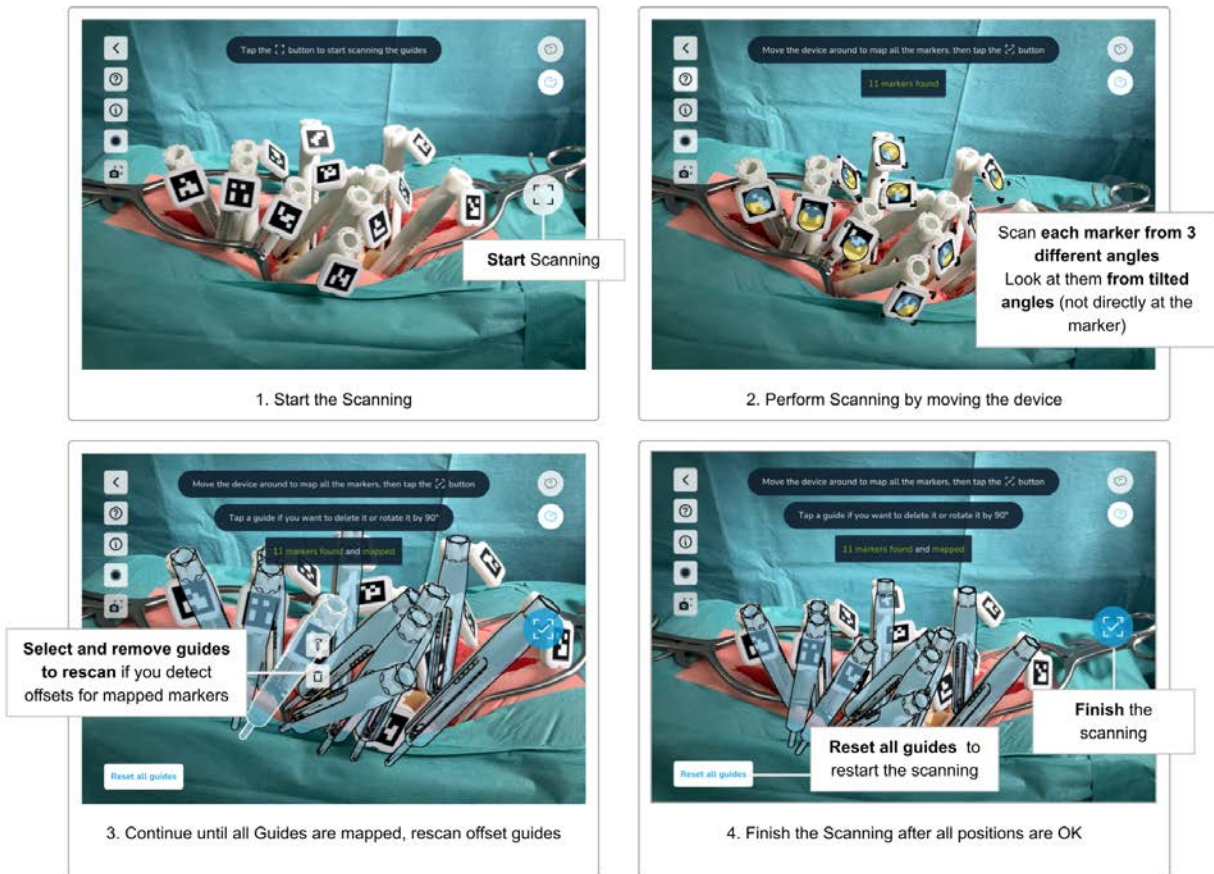 Tap the button to start scanning the guides
Start Scanning
1. Start the Scanning
Move the device around to map all the markers, then tap the button
11 markers found
Scan each marker from 3
different angles
Look at them from tilted
angles (not directly at the
marker)
2. Perform Scanning by moving the device
Move the device around to map all the markers, then tap the button
Tap a guide if you want to delete it or rotate it by 90°
11 markers found and mapped
Select and remove guides
to rescan if you detect
offsets for mapped markers
Reset all guides
3. Continue until all Guides are mapped, rescan offset guides
Move the device around to map all the markers, then tap the button
Tap a guide if you want to delete it or rotate it by 90°
11 markers found and mapped
Finish the
scanning
Reset all guides to
restart the scanning
Reset all guides
4. Finish the Scanning after all positions are OK